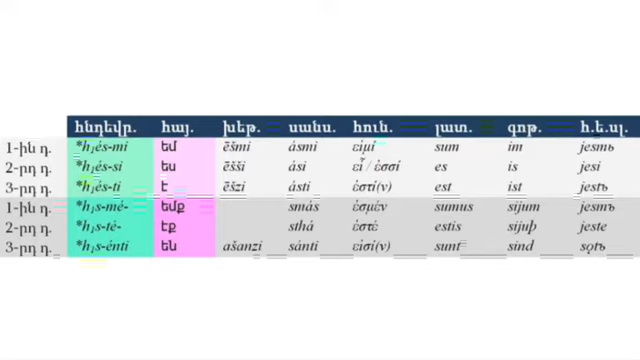 հնդեվր. հայ. խեթ. սանս. հուն. լատ. գոթ. հ.ե.սլ.
1-ին դ. *h₁és-mi եմ ēšmi ásmi εἰμί sum im jesmь
2-րդ դ. *h₁és-si ես ēšši ási εἶ / ἐσσί es is jesi
3-րդ դ. *h₁és-ti է ēšzi ásti ἐστί(ν) est ist jestъ
1-ին դ. *h₁s-mé- եմք smás ἐσμέν sumus sijum jesmъ
2-րդ դ. *h₁s-té- էք sthá ἐστέ estis sijuþ jeste
3-րդ դ. *h₁s-énti են ašanzi sánti εἰσί(ν) sunt sind sǫtъ